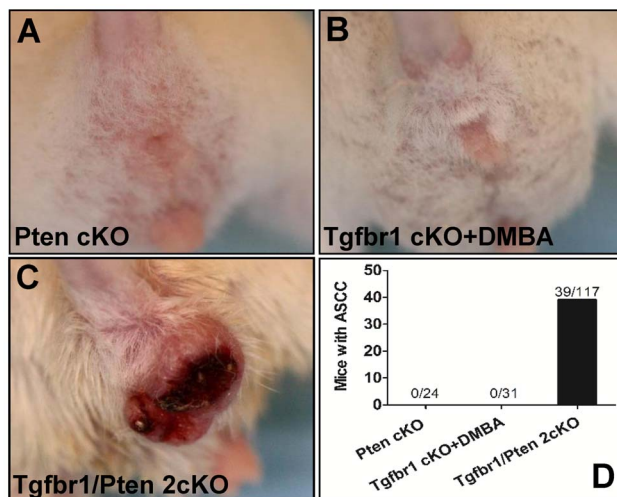 A
Pten cKO
B
Tgfbr1 cKO+DMBA
C
Tgfbr1/Pten 2cKO
Mice with ASCC
50
40
30
20
10
0
0/24
0/31
39/117
Pten cKO
Tgfbr1 cKO+DMBA
Tgfbr1/Pten 2cKO
D